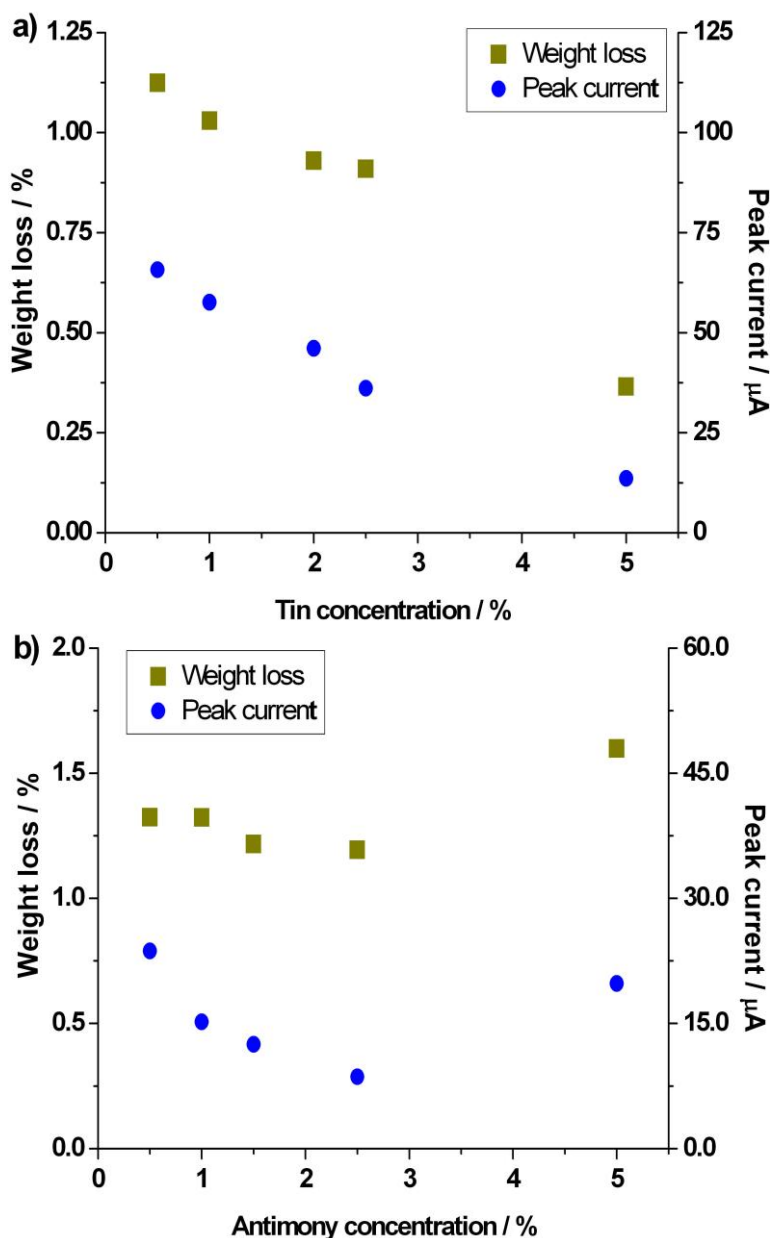 a)
1.25
1.00
0.75
0.50
0.25
0.00
Weight loss / %
125
100
75
50
25
0
Peak current / μA
Weight loss
Peak current
0 1 2 3 4 5
Tin concentration / %
b)
2.0
1.5
1.0
0.5
0.0
Weight loss / %
60.0
45.0
30.0
15.0
0.0
Peak current / μA
Weight loss
Peak current
0 1 2 3 4 5
Antimony concentration / %